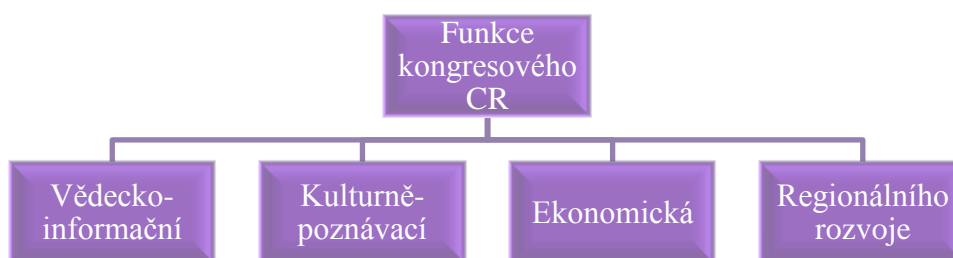 Funkce
kongresového
CR
Vědecko-
informační
Kulturně-
poznávací
Ekonomická
Regionálního
rozvoje